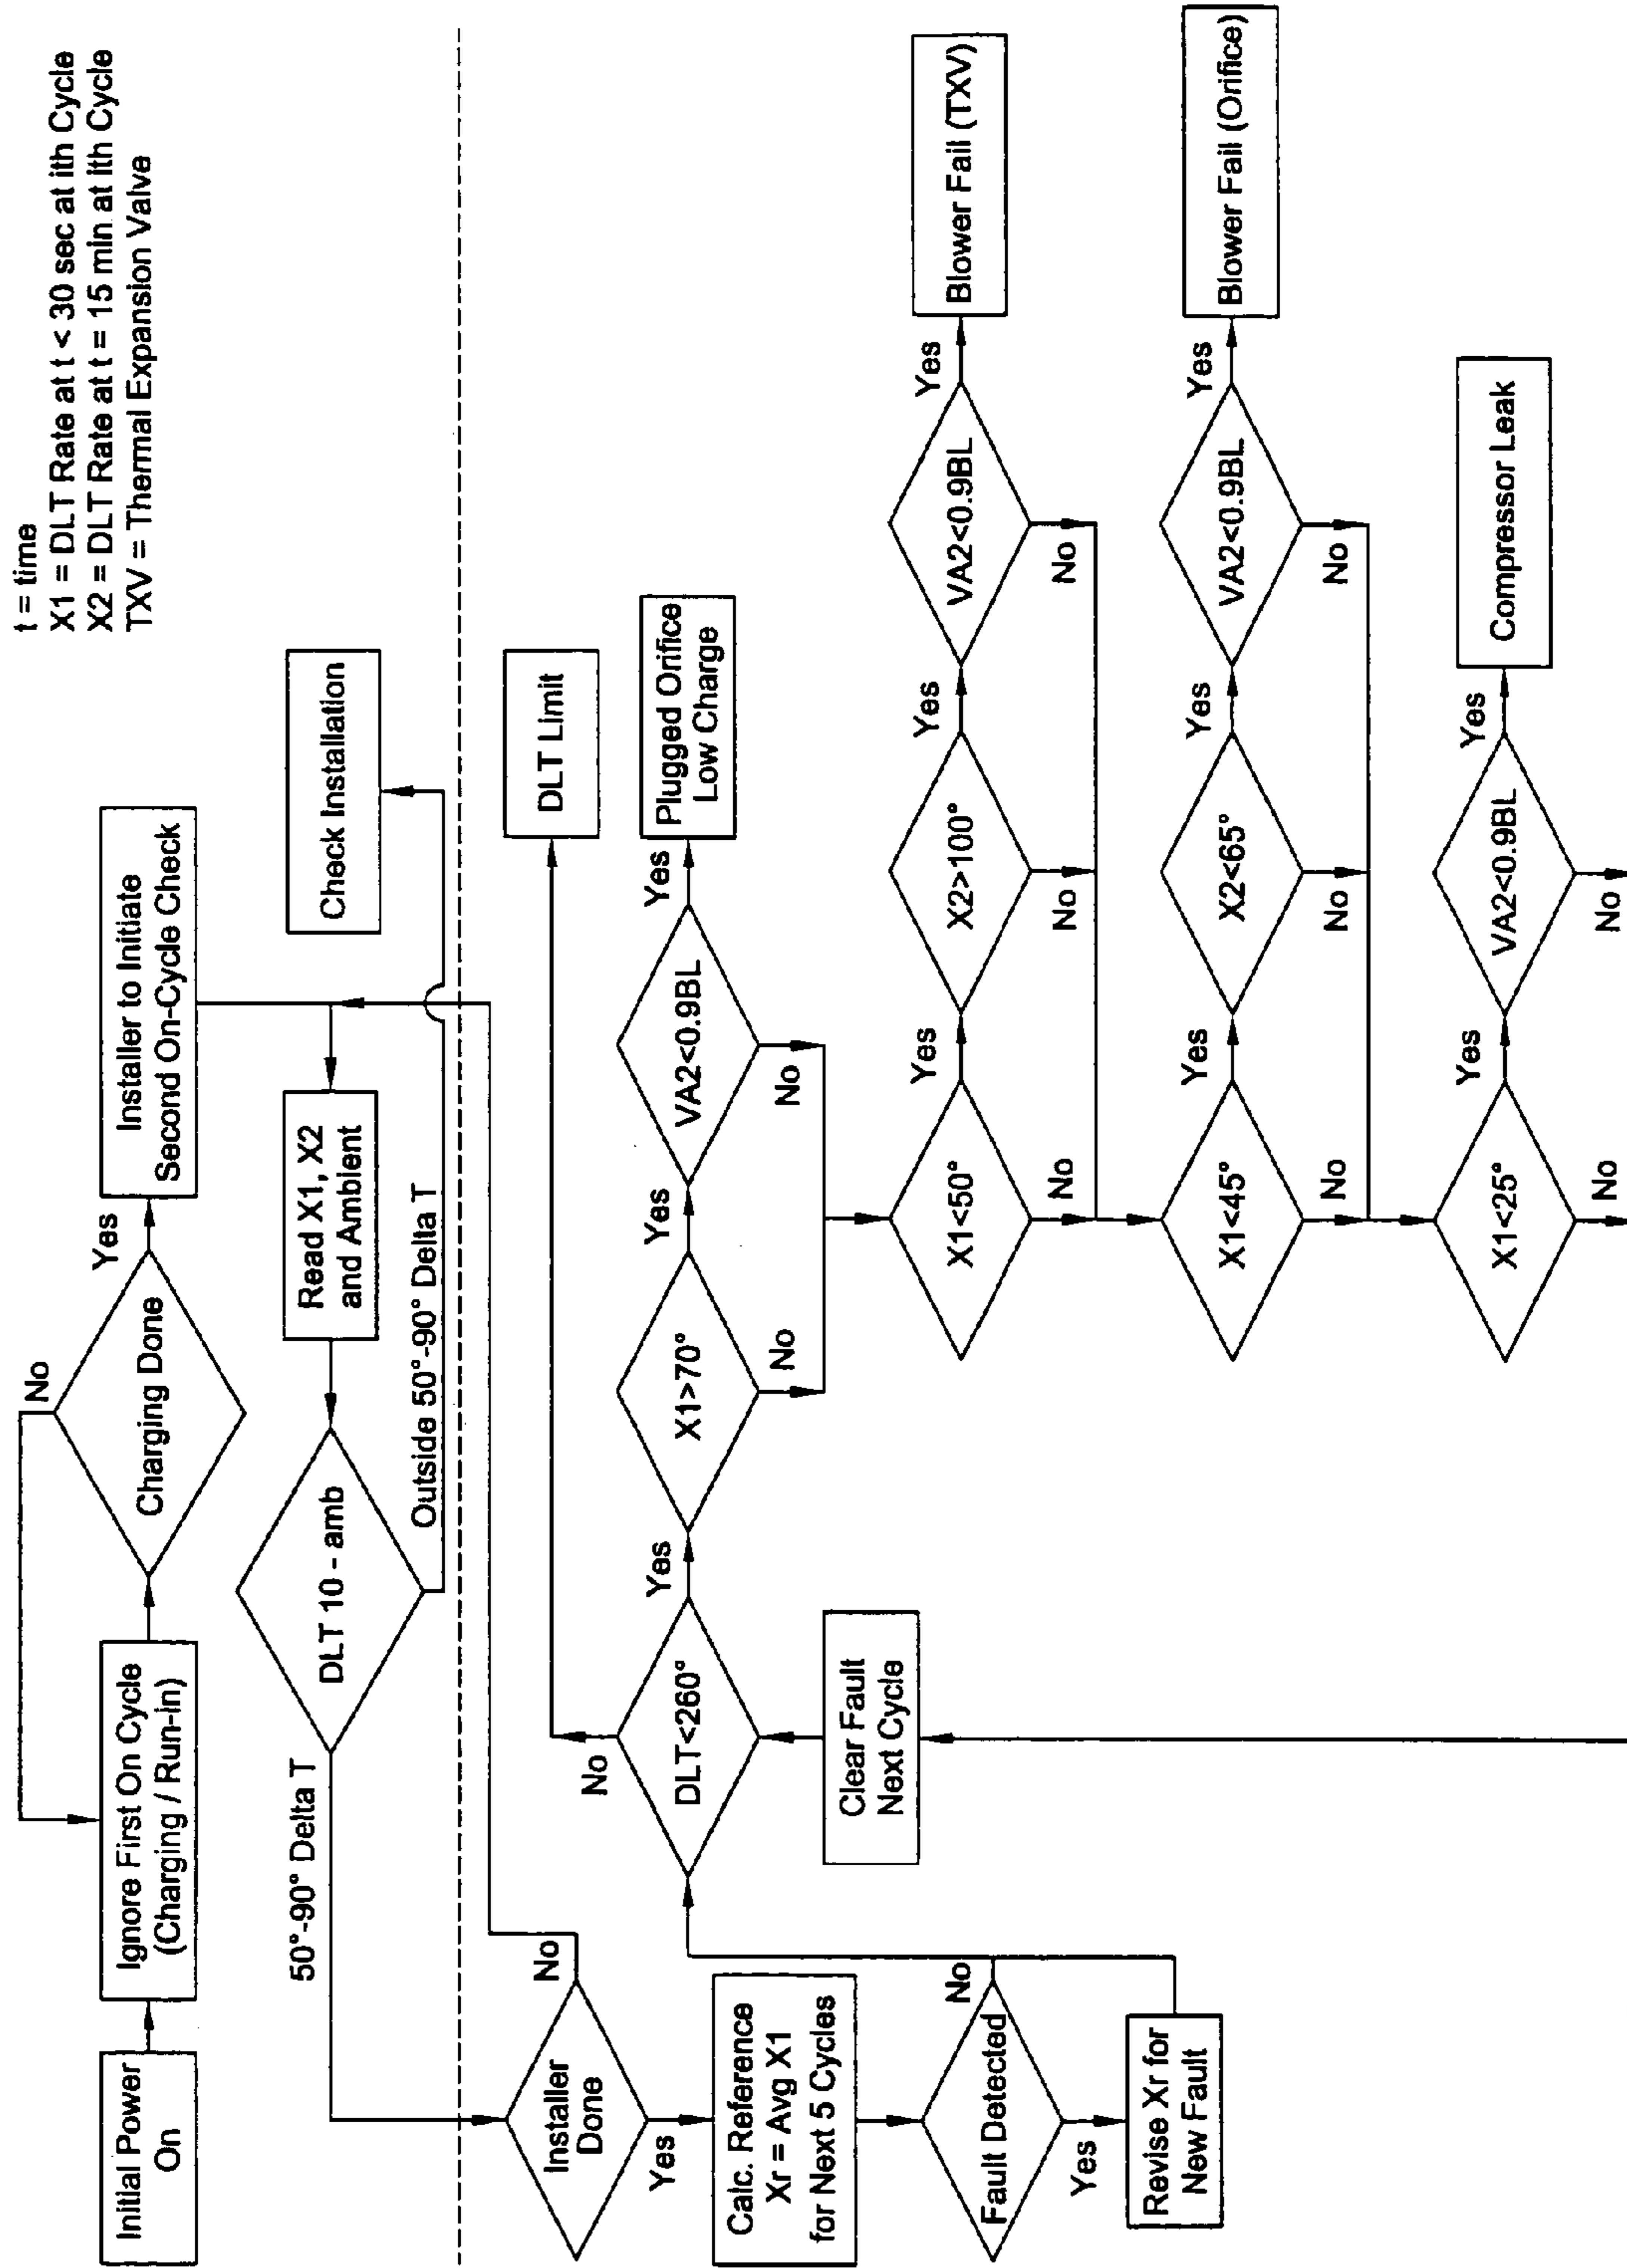 t = time
X1 = DLT Rate at t < 30 sec at ith Cycle
X2 = DLT Rate at t = 15 min at ith Cycle
TXV = Thermal Expansion Valve
Initial Power
On
Ignore First On Cycle
(Charging / Run-in)
No
Charging Done
Yes
Installer to Initiate
Second On-Cycle Check
50°-90° Delta T
DLT 10 - amb
Read X1, X2
and Ambient
Outside 50°-90° Delta T
Check Installation
Installer
Done
No
Yes
Calc. Reference
Xr = Avg X1
for Next 5 Cycles
Fault Detected
No
Yes
Revise Xr for
New Fault
No
DLT Limit
DLT<260°
Yes
X1>70°
Yes
VA2<0.9BL
Yes
Plugged Orifice
Low Charge
No
No
Clear Fault
Next Cycle
X1<50°
Yes
X2>100°
Yes
VA2<0.9BL
Yes
Blower Fail (TXV)
No
No
No
X1<45°
Yes
X2<65°
Yes
VA2<0.9BL
Yes
Blower Fail (Orifice)
No
No
No
X1<25°
Yes
VA2<0.9BL
Yes
Compressor Leak
No
No